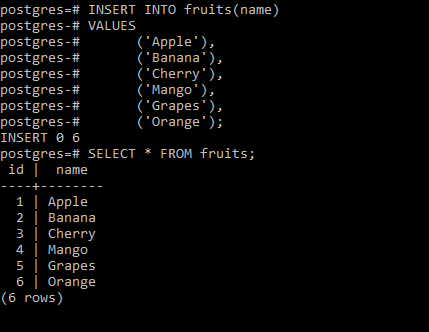 postgres=# INSERT INTO fruits(name)
postgres-# VALUES
postgres-#       ('Apple'),
postgres-#       ('Banana'),
postgres-#       ('Cherry'),
postgres-#       ('Mango'),
postgres-#       ('Grapes'),
postgres-#       ('Orange');
INSERT 0 6
postgres=# SELECT * FROM fruits;
 id |  name
----+--------
  1 | Apple
  2 | Banana
  3 | Cherry
  4 | Mango
  5 | Grapes
  6 | Orange
(6 rows)